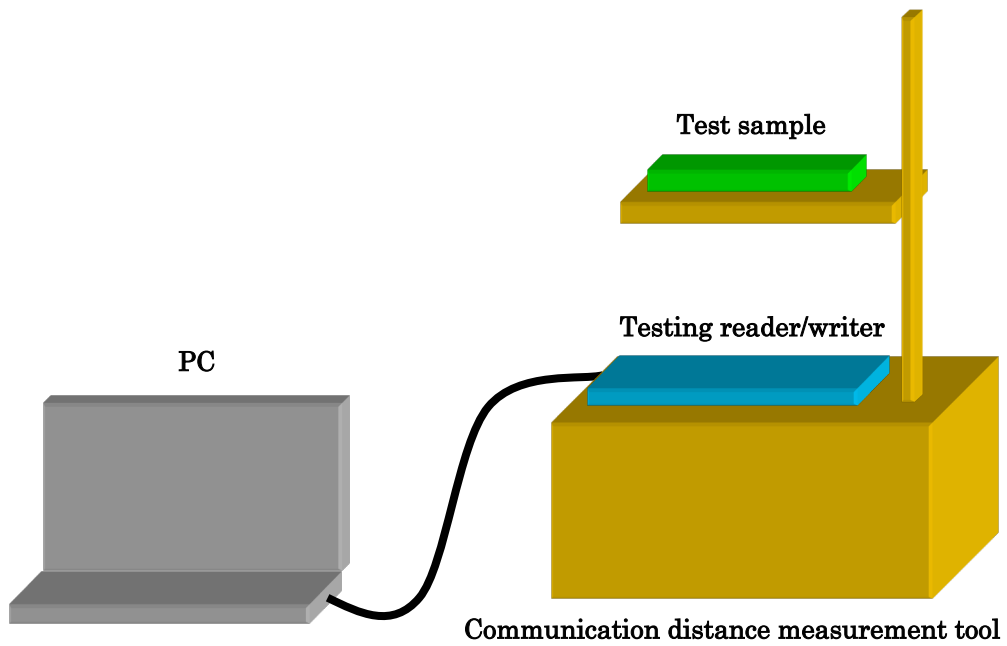 Test sample
Testing reader/writer
PC
Communication distance measurement tool